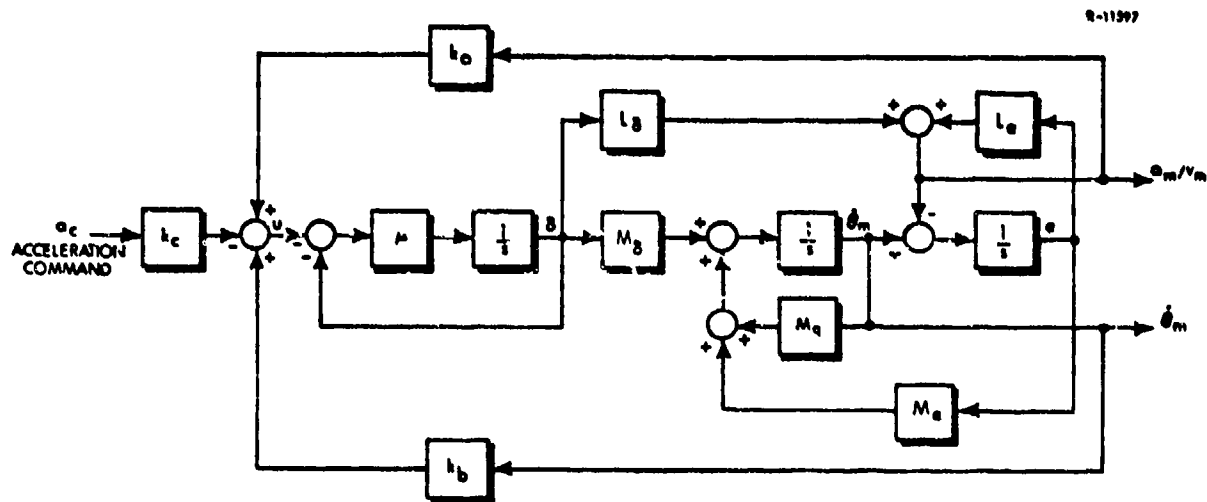 R-11397
k_a
L_δ
L_α
a_m/v_m
a_c
ACCELERATION
COMMAND
k_c
u
μ
1/s
δ
M_δ
1/s
θ̇_m
1/s
α
M_q
θ̇_m
M_α
k_b